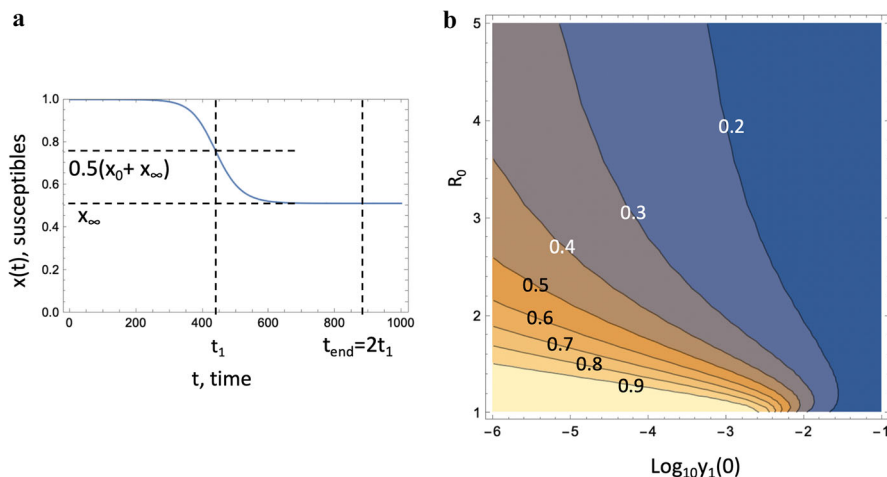 a
1.0
0.8
0.6
0.4
0.2
0.0
x(t), susceptibles
0.5(x₀+ x∞)
x∞
0 200 400 600 800 1000
t₁ tend=2t₁
t, time
b
5
4
3
2
1
R₀
0.2
0.3
0.4
0.5
0.6
0.7
0.8
0.9
-6 -5 -4 -3 -2 -1
Log₁₀y₁(0)